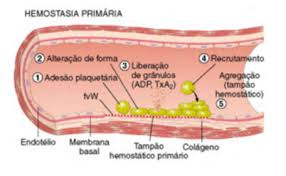 HEMOSTASIA PRIMÁRIA
② Alteração de forma
① Adesão plaquetária
fvW
③ Liberação
de grânulos
(ADP, TxA₂)
④ Recrutamento
Agregação
(tampão
hemostático)
⑤
Endotélio
Membrana
basal
Tampão
hemostático primário
Colágeno